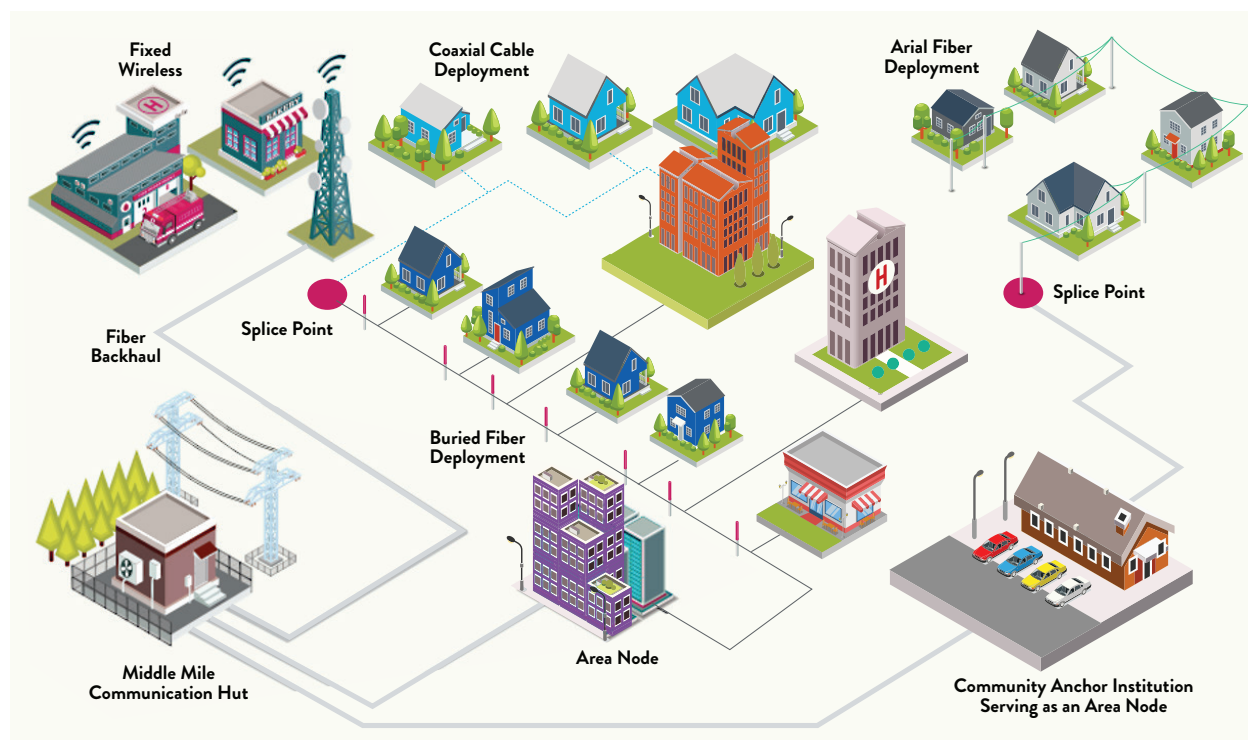 Fixed
Wireless
Coaxial Cable
Deployment
Arial Fiber
Deployment
H
BAKERY
H
Splice Point
Splice Point
Fiber
Backhaul
Buried Fiber
Deployment
Area Node
Middle Mile
Communication Hut
Community Anchor Institution
Serving as an Area Node